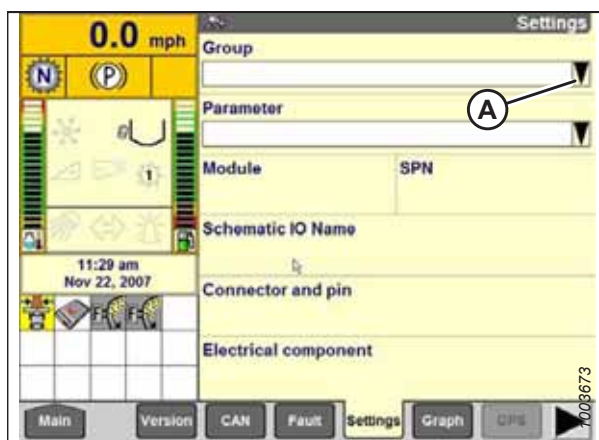 0.0 mph
Settings
N
(P)
Group
A
Parameter
1
Module
SPN
Schematic IO Name
11:29 am
Nov 22, 2007
Connector and pin
Electrical component
Main
Version
CAN
Fault
Settings
Graph
GPS
1003673